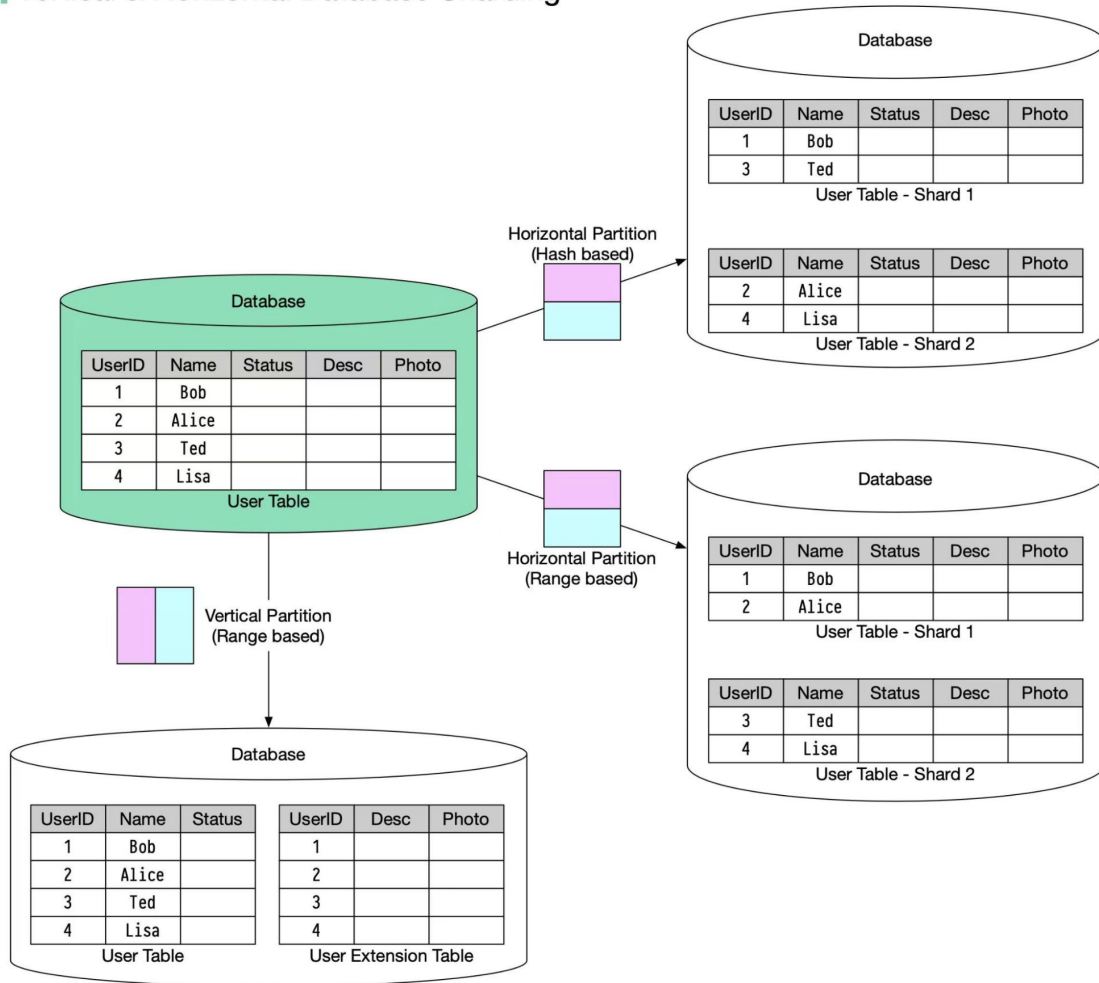 Vertical & Horizontal Database Sharding
Database
UserID Name Status Desc Photo
1 Bob
3 Ted
User Table - Shard 1
UserID Name Status Desc Photo
2 Alice
4 Lisa
User Table - Shard 2
Horizontal Partition
(Hash based)
Database
UserID Name Status Desc Photo
1 Bob
2 Alice
3 Ted
4 Lisa
User Table
Horizontal Partition
(Range based)
Database
UserID Name Status Desc Photo
1 Bob
2 Alice
User Table - Shard 1
UserID Name Status Desc Photo
3 Ted
4 Lisa
User Table - Shard 2
Vertical Partition
(Range based)
Database
UserID Name Status
1 Bob
2 Alice
3 Ted
4 Lisa
User Table
UserID Desc Photo
1
2
3
4
User Extension Table